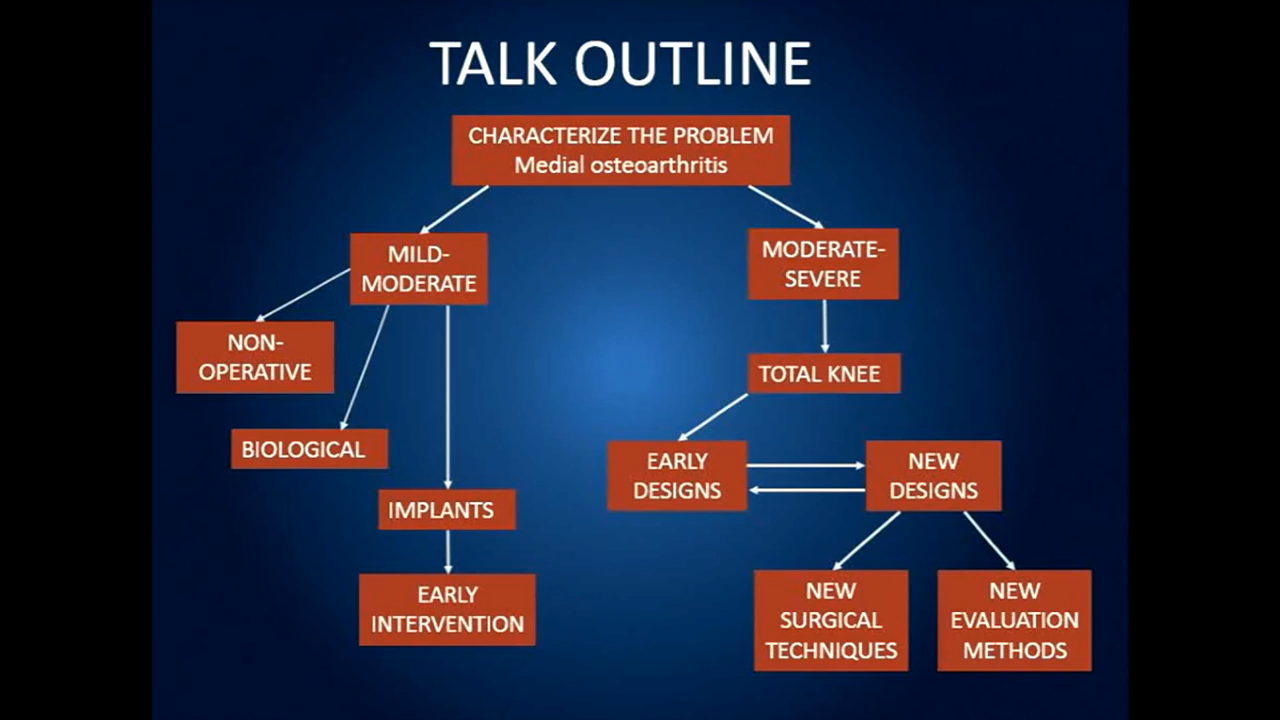 TALK OUTLINE
CHARACTERIZE THE PROBLEM
Medial osteoarthritis
MILD-
MODERATE
MODERATE-
SEVERE
NON-
OPERATIVE
TOTAL KNEE
BIOLOGICAL
EARLY
DESIGNS
NEW
DESIGNS
IMPLANTS
EARLY
INTERVENTION
NEW
SURGICAL
TECHNIQUES
NEW
EVALUATION
METHODS